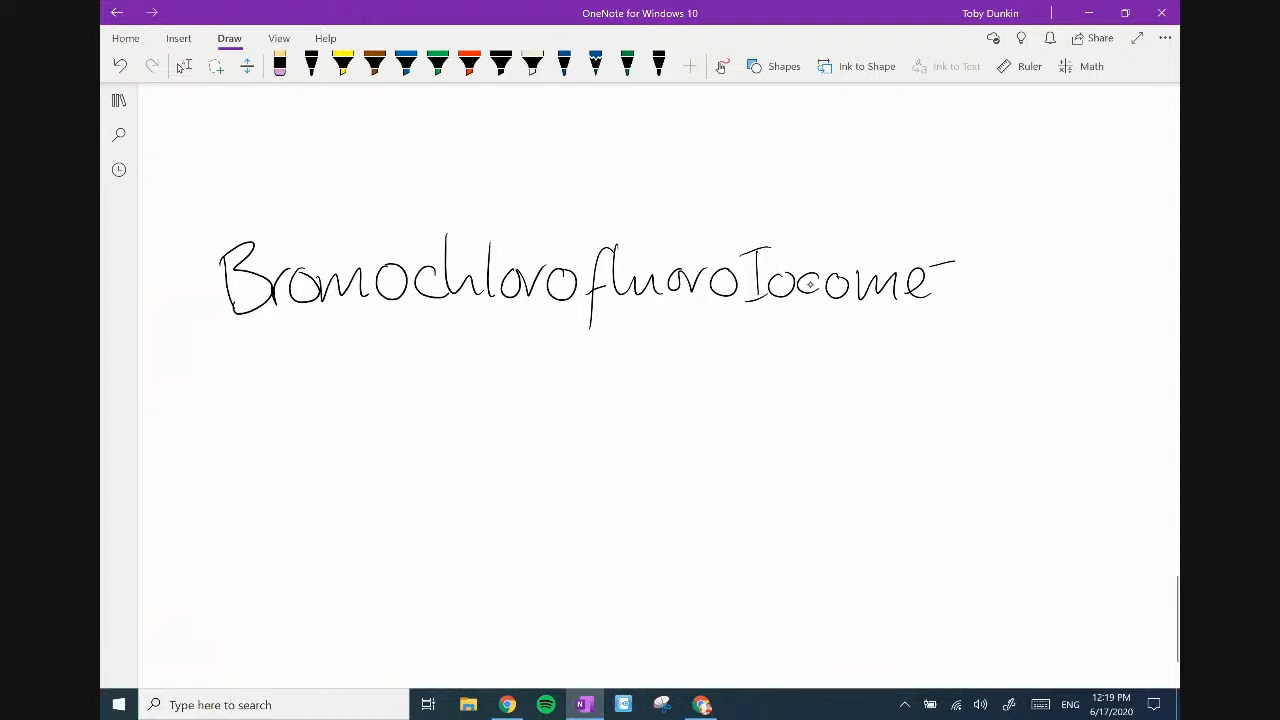 OneNote for Windows 10
Toby Dunkin
Home Insert Draw View Help
Share
Shapes Ink to Shape Ink to Text Ruler Math
BromochlorofluoroIocome
Type here to search
ENG
12:19 PM
6/17/2020